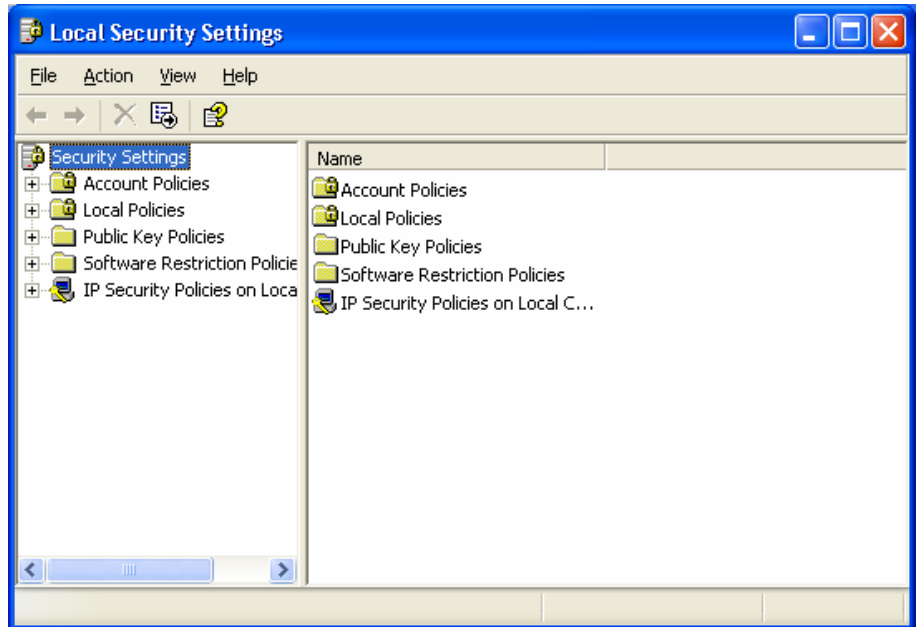 Local Security Settings
File Action View Help
Security Settings
Account Policies
Local Policies
Public Key Policies
Software Restriction Policie
IP Security Policies on Loca
Name
Account Policies
Local Policies
Public Key Policies
Software Restriction Policies
IP Security Policies on Local C...